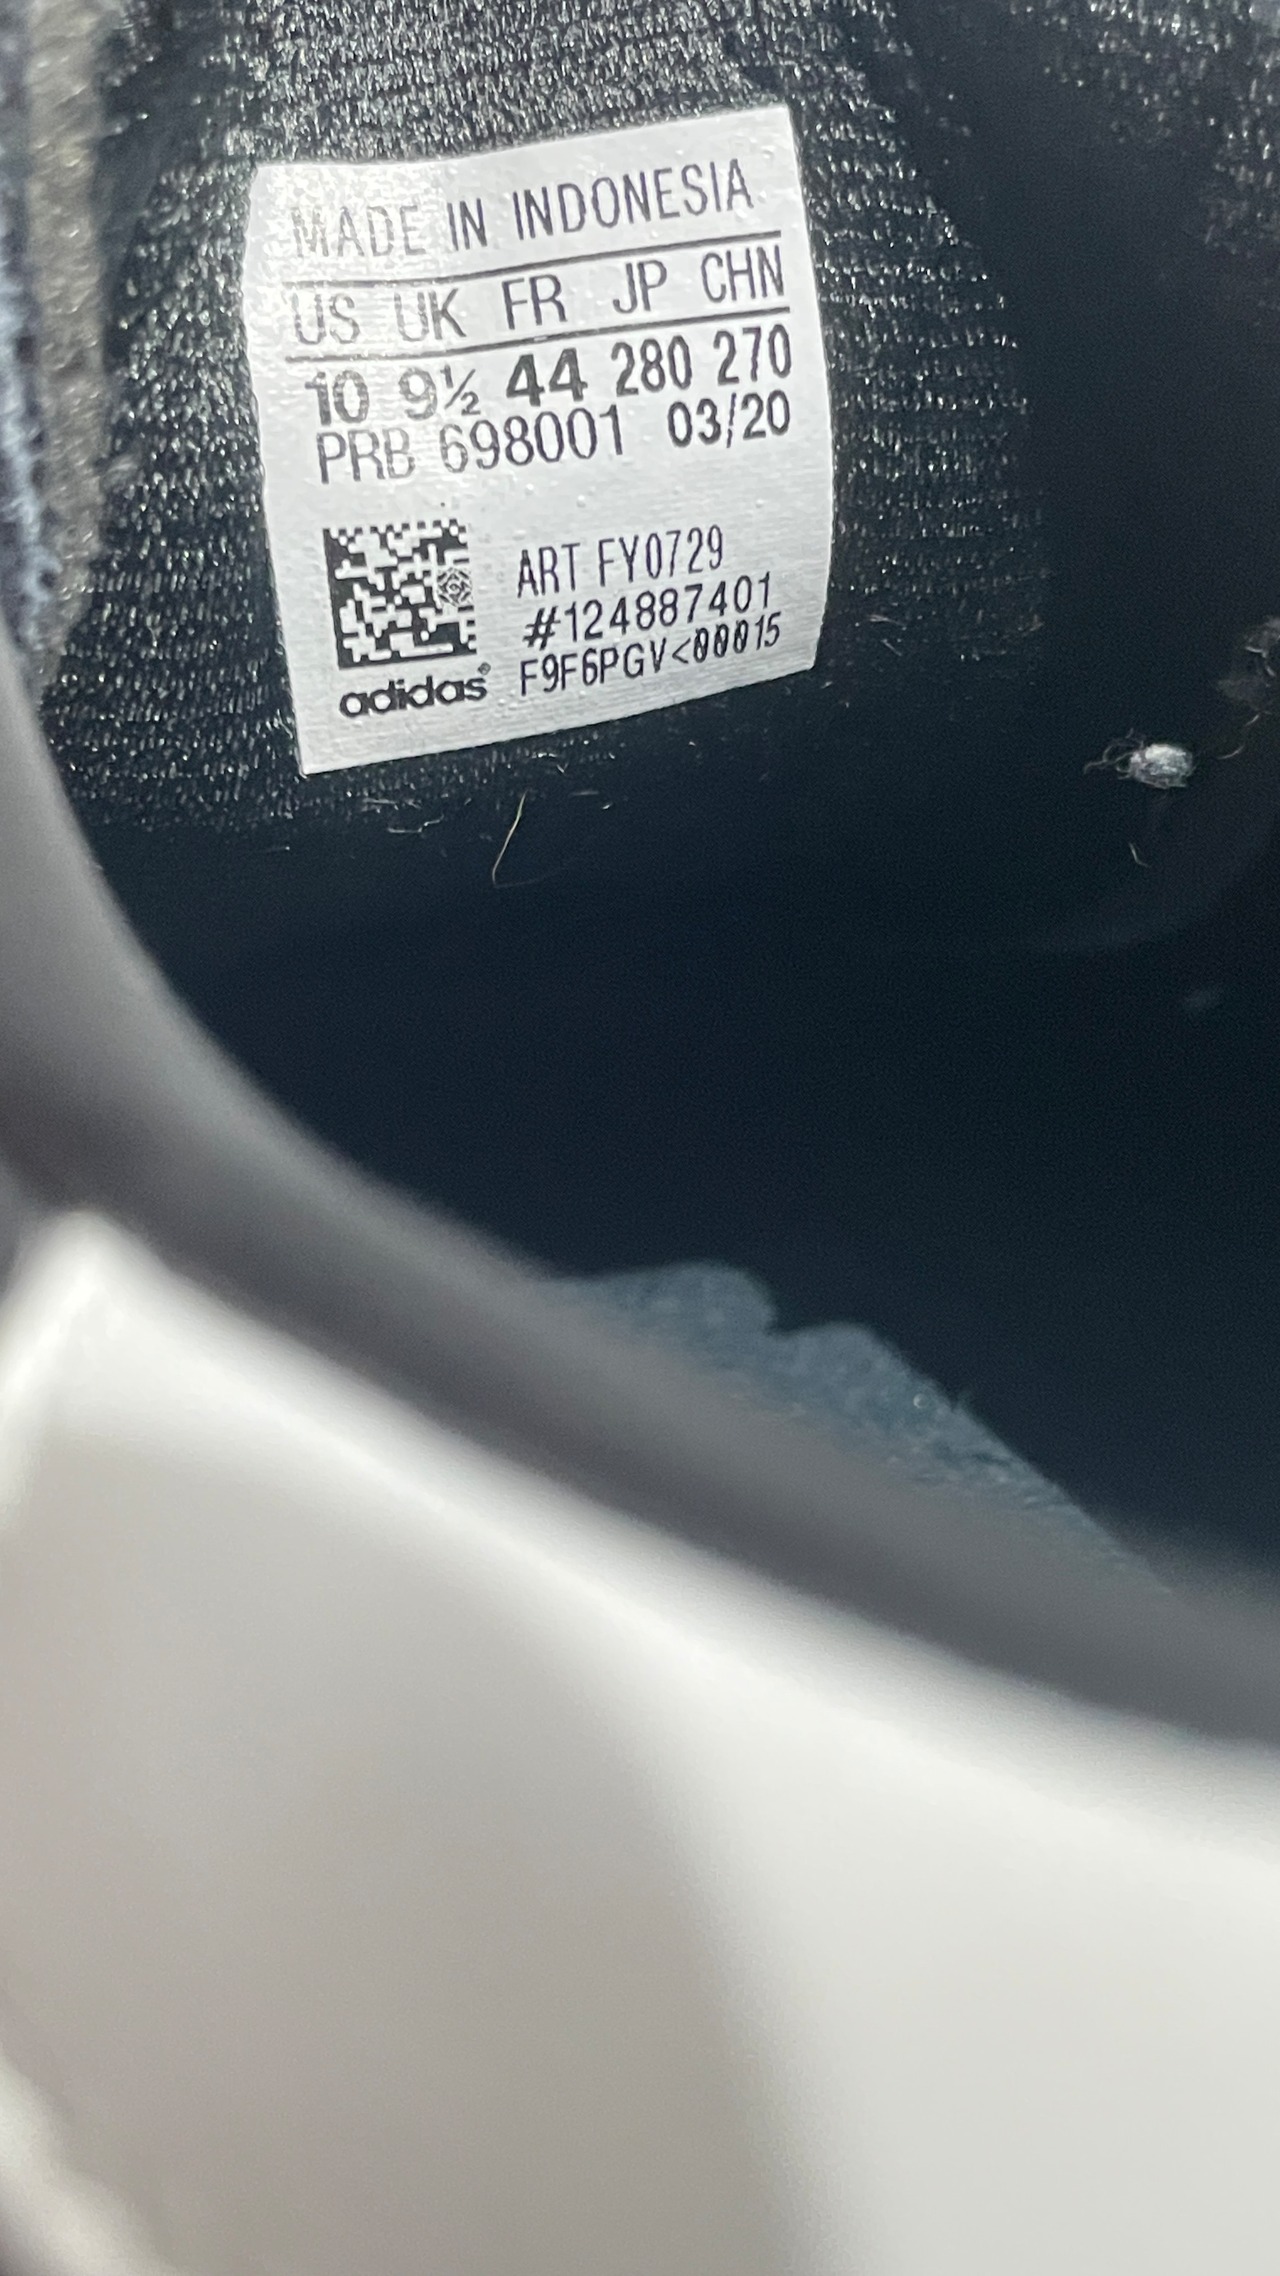 MADE IN INDONESIA
US UK FR JP CHN
10 9½ 44 280 270
PRB 698001 03/20
ART FY0729
#124887401
F9F6PGV<00015
adidas®